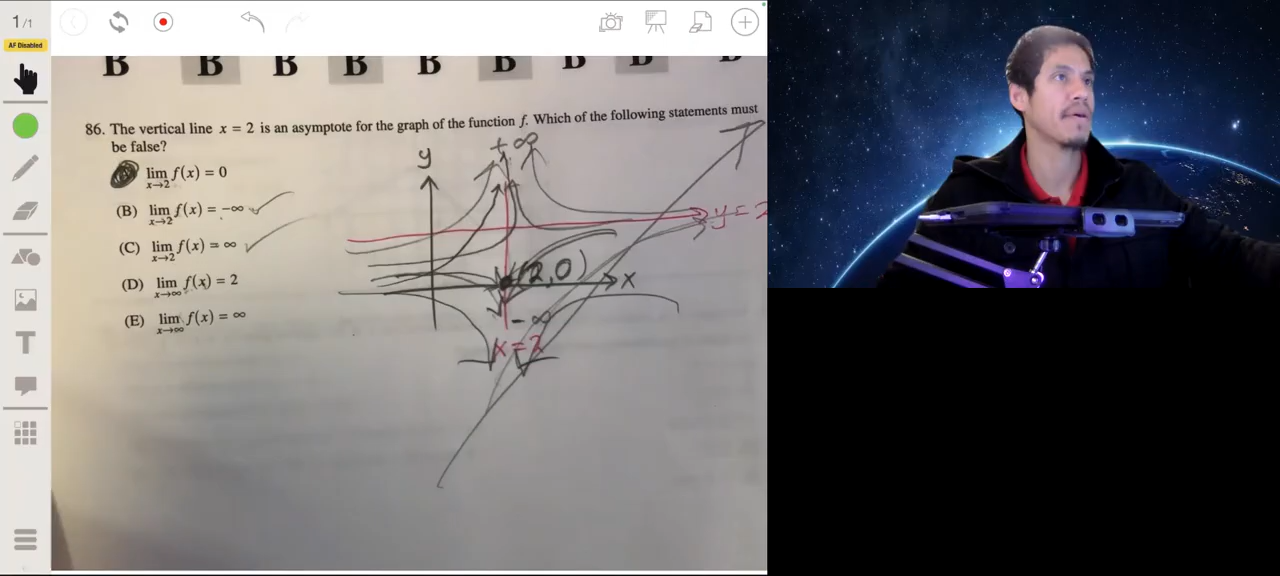 1/1
AF Disabled
B B B B B B B B
86. The vertical line x = 2 is an asymptote for the graph of the function f. Which of the following statements must
be false?
lim x→2 f(x) = 0
(B) lim x→2 f(x) = -∞
(C) lim x→2 f(x) = ∞
(D) lim x→∞ f(x) = 2
(E) lim x→∞ f(x) = ∞
+∞
y
y = 2
(2,0)
x
-∞
x = 2
T